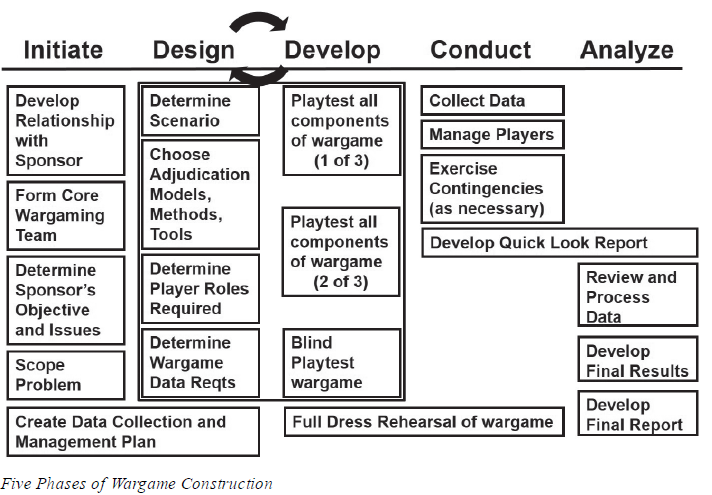 Initiate
Design
Develop
Conduct
Analyze
Develop
Relationship
with
Sponsor
Form Core
Wargaming
Team
Determine
Sponsor's
Objective
and Issues
Scope
Problem
Create Data Collection and
Management Plan
Determine
Scenario
Choose
Adjudication
Models,
Methods,
Tools
Determine
Player Roles
Required
Determine
Wargame
Data Reqts
Playtest all
components
of wargame
(1 of 3)
Playtest all
components
of wargame
(2 of 3)
Blind
Playtest
wargame
Full Dress Rehearsal of wargame
Collect Data
Manage Players
Exercise
Contingencies
(as necessary)
Develop Quick Look Report
Review and
Process
Data
Develop
Final Results
Develop
Final Report
Five Phases of Wargame Construction